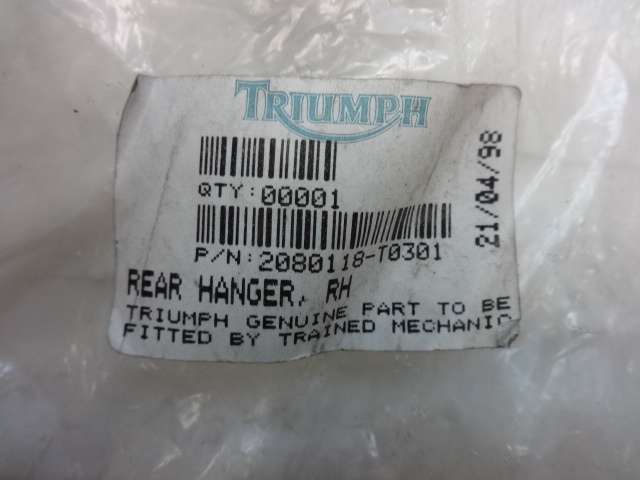 TRIUMPH
QTY:00001
21/04/98
P/N:2080118-T0301
REAR HANGER, RH
TRIUMPH GENUINE PART TO BE
FITTED BY TRAINED MECHANIC